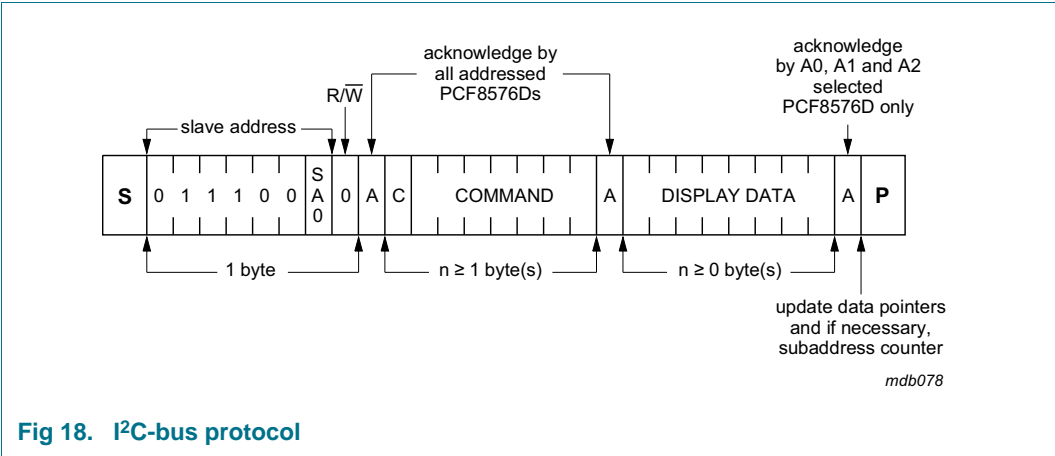 acknowledge by
all addressed
PCF8576Ds
acknowledge
by A0, A1 and A2
selected
PCF8576D only
R/W̅
slave address
S 0 1 1 1 0 0 S A 0 0 A C COMMAND A DISPLAY DATA A P
1 byte
n ≥ 1 byte(s)
n ≥ 0 byte(s)
update data pointers
and if necessary,
subaddress counter
mdb078
Fig 18. I²C-bus protocol